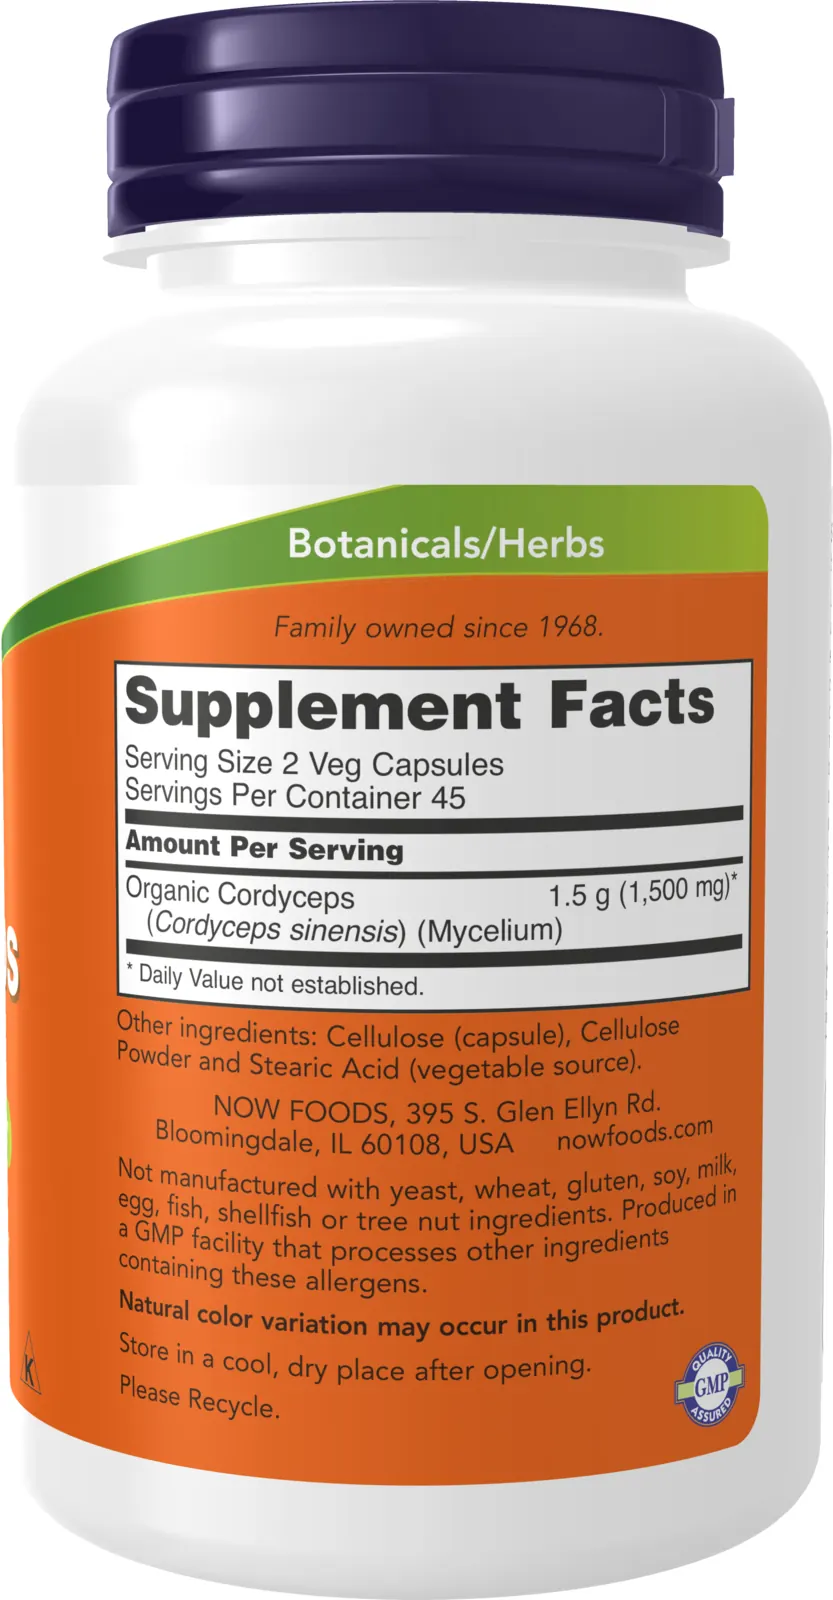 Botanicals/Herbs
Family owned since 1968.
Supplement Facts
Serving Size 2 Veg Capsules
Servings Per Container 45
Amount Per Serving
Organic Cordyceps 1.5 g (1,500 mg)*
(Cordyceps sinensis) (Mycelium)
* Daily Value not established.
Other ingredients: Cellulose (capsule), Cellulose
Powder and Stearic Acid (vegetable source).
NOW FOODS, 395 S. Glen Ellyn Rd.
Bloomingdale, IL 60108, USA nowfoods.com
Not manufactured with yeast, wheat, gluten, soy, milk,
egg, fish, shellfish or tree nut ingredients. Produced in
a GMP facility that processes other ingredients
containing these allergens.
Natural color variation may occur in this product.
Store in a cool, dry place after opening.
Please Recycle.
K
QUALITY
GMP
ASSURED